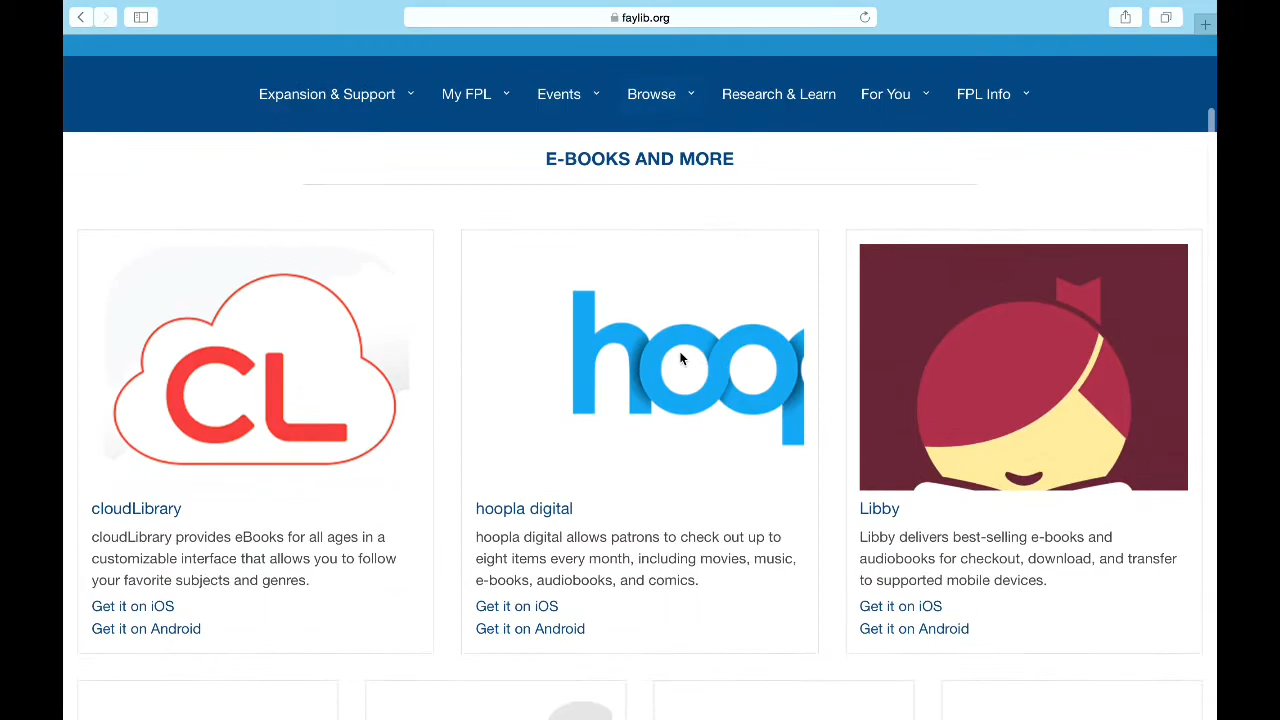 faylib.org
Expansion & Support My FPL Events Browse Research & Learn For You FPL Info
E-BOOKS AND MORE
CL
hoop
cloudLibrary
cloudLibrary provides eBooks for all ages in a
customizable interface that allows you to follow
your favorite subjects and genres.
Get it on iOS
Get it on Android
hoopla digital
hoopla digital allows patrons to check out up to
eight items every month, including movies, music,
e-books, audiobooks, and comics.
Get it on iOS
Get it on Android
Libby
Libby delivers best-selling e-books and
audiobooks for checkout, download, and transfer
to supported mobile devices.
Get it on iOS
Get it on Android